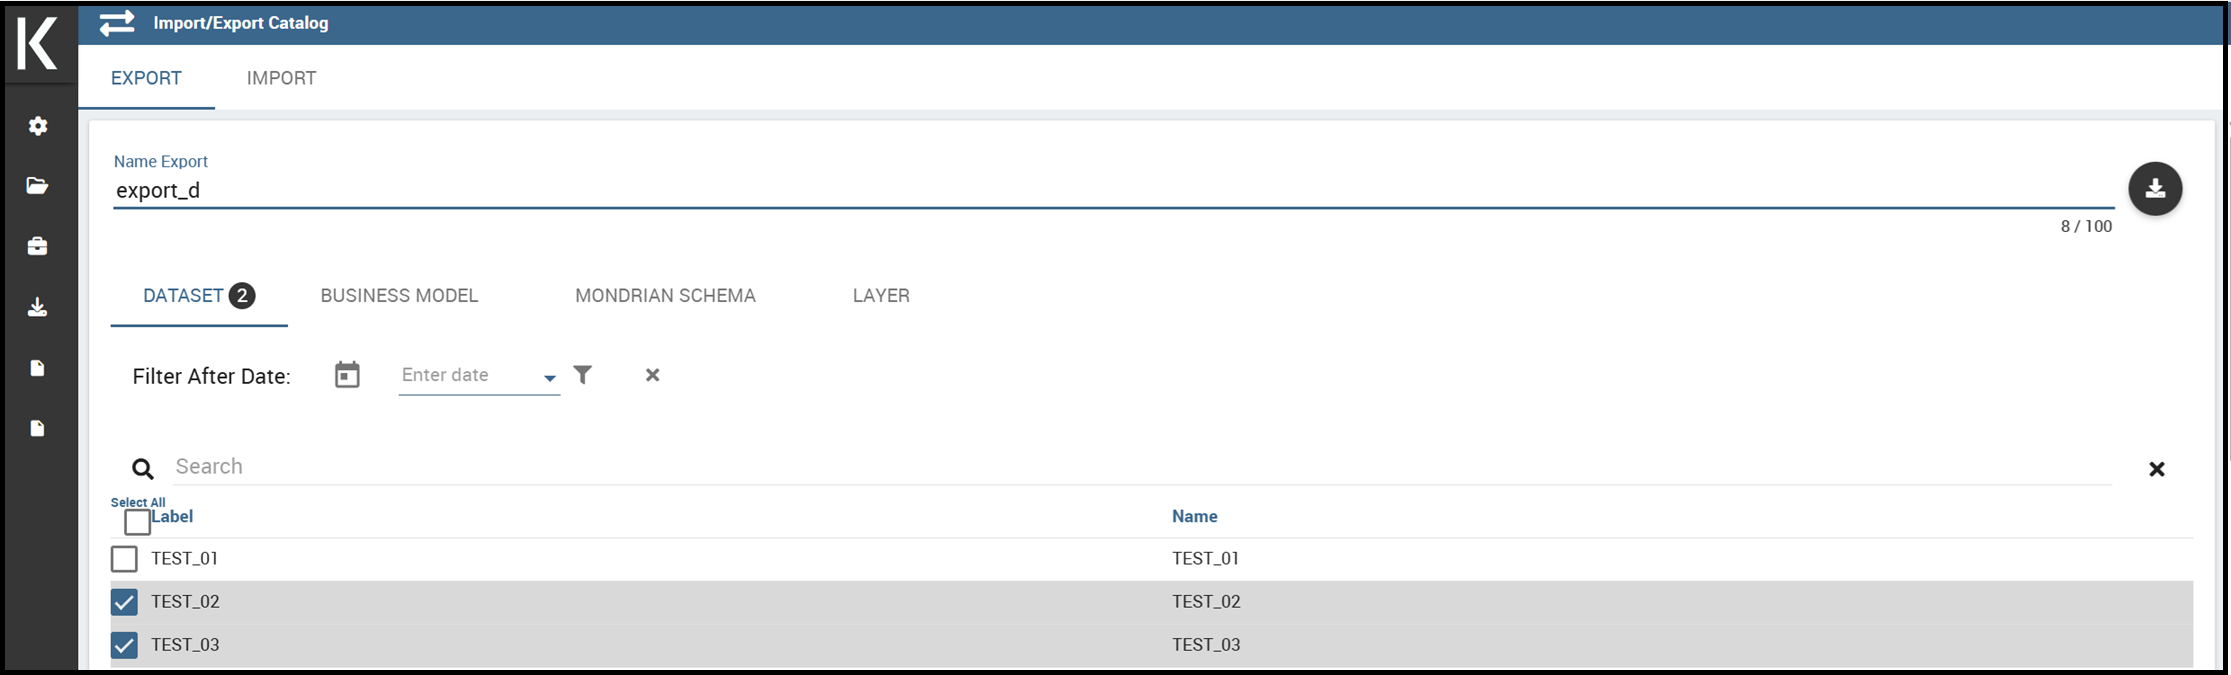 Import/Export Catalog
EXPORT IMPORT
Name Export
export_d
8 / 100
DATASET 2 BUSINESS MODEL MONDRIAN SCHEMA LAYER
Filter After Date: Enter date
Search
Select All
Label Name
TEST_01 TEST_01
TEST_02 TEST_02
TEST_03 TEST_03